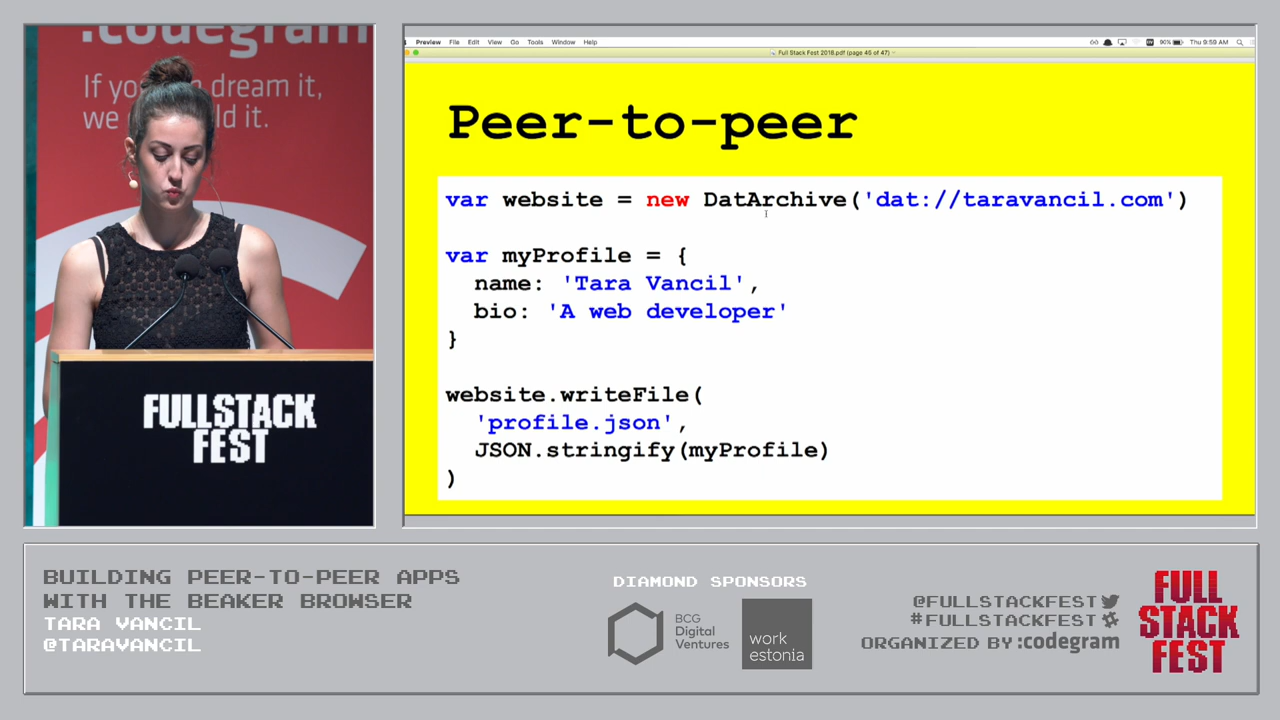 :codegram
If you can dream it,
we build it.
FULLSTACK
FEST
Preview File Edit View Go Tools Window Help
90% Thu 9:59 AM
Full Stack Fest 2018.pdf (page 45 of 47)
Peer-to-peer
var website = new DatArchive('dat://taravancil.com')
var myProfile = {
name: 'Tara Vancil',
bio: 'A web developer'
}
website.writeFile(
'profile.json',
JSON.stringify(myProfile)
)
BUILDING PEER-TO-PEER APPS
WITH THE BEAKER BROWSER
TARA VANCIL
@TARAVANCIL
DIAMOND SPONSORS
BCG
Digital
Ventures
work
estonia
@FULLSTACKFEST
#FULLSTACKFEST
ORGANIZED BY :codegram
FULL
STACK
FEST